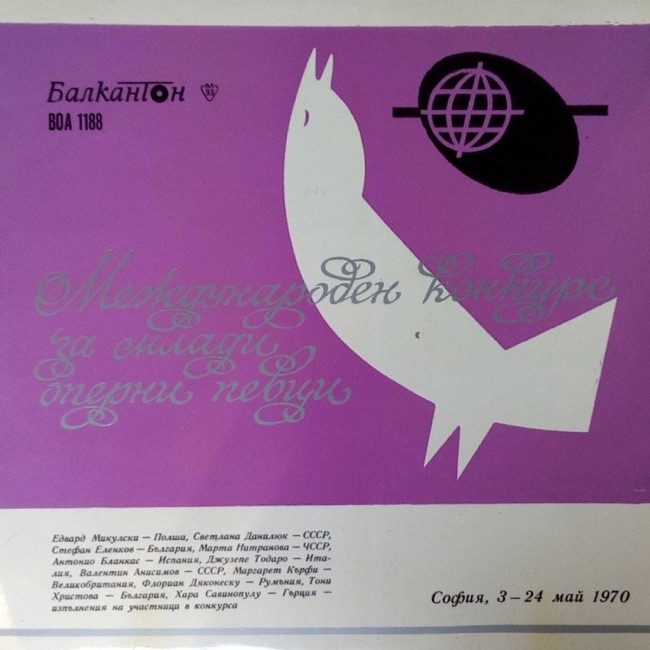 Балкантон
ВОА 1188
Международен конкурс
за млади
оперни певци
Едвард Микулски — Полша, Светлана Данилюк — СССР,
Стефан Еленков — България, Марта Нитранова — ЧССР,
Антонио Бланкас — Испания, Джузепе Тодаро — Ита-
лия, Валентин Анисимов — СССР, Маргарет Кърфи —
Великобритания, Флориан Дяконеску — Румъния, Тони
Христова — България, Хара Савинопулу — Гърция —
изпълнения на участници в конкурса
София, 3 — 24 май 1970